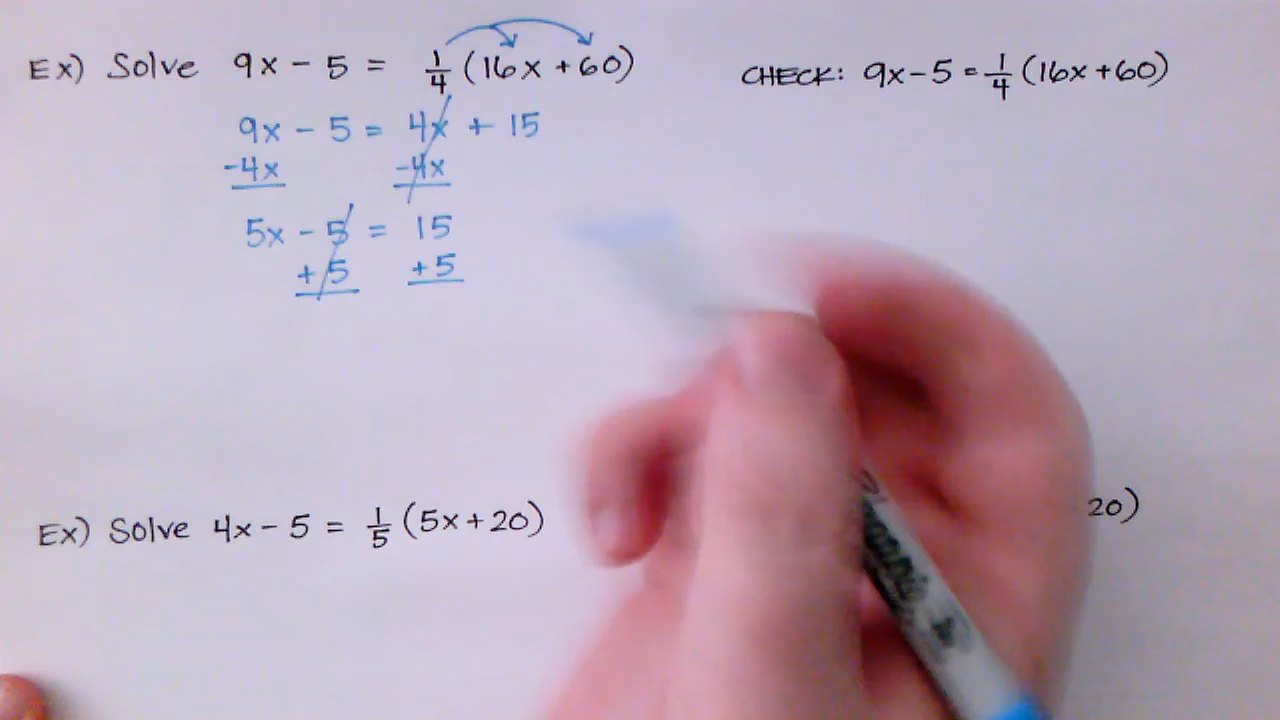 Ex) Solve 9x - 5 = 1/4 (16x + 60)
9x - 5 = 4x + 15
-4x -4x
5x - 5 = 15
+5 +5
CHECK: 9x - 5 = 1/4 (16x + 60)
Ex) Solve 4x - 5 = 1/5 (5x + 20)
20)